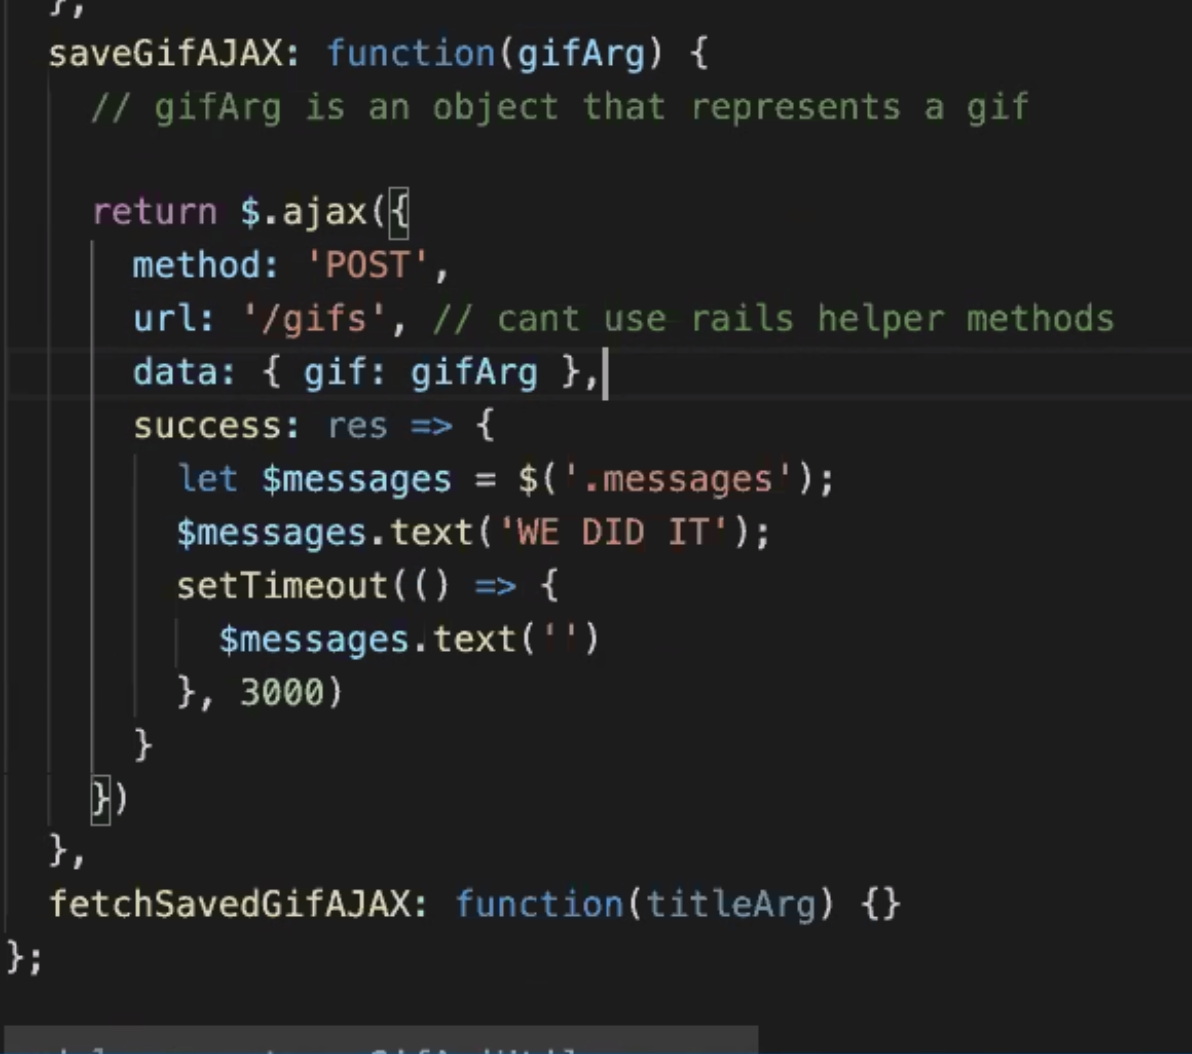 },
saveGifAJAX: function(gifArg) {
// gifArg is an object that represents a gif
return $.ajax({
method: 'POST',
url: '/gifs', // cant use rails helper methods
data: { gif: gifArg },
success: res => {
let $messages = $('.messages');
$messages.text('WE DID IT');
setTimeout(() => {
$messages.text('')
}, 3000)
}
})
},
fetchSavedGifAJAX: function(titleArg) {}
};